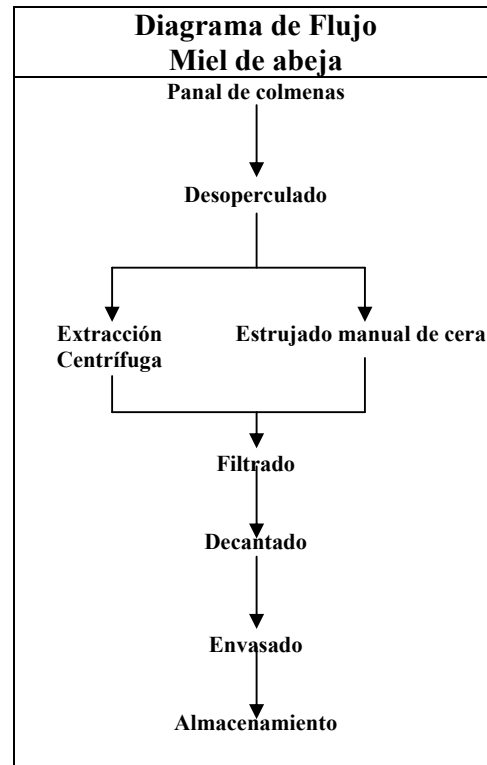 Diagrama de Flujo
Miel de abeja
Panal de colmenas
Desoperculado
Extracción
Centrífuga
Estrujado manual de cera
Filtrado
Decantado
Envasado
Almacenamiento